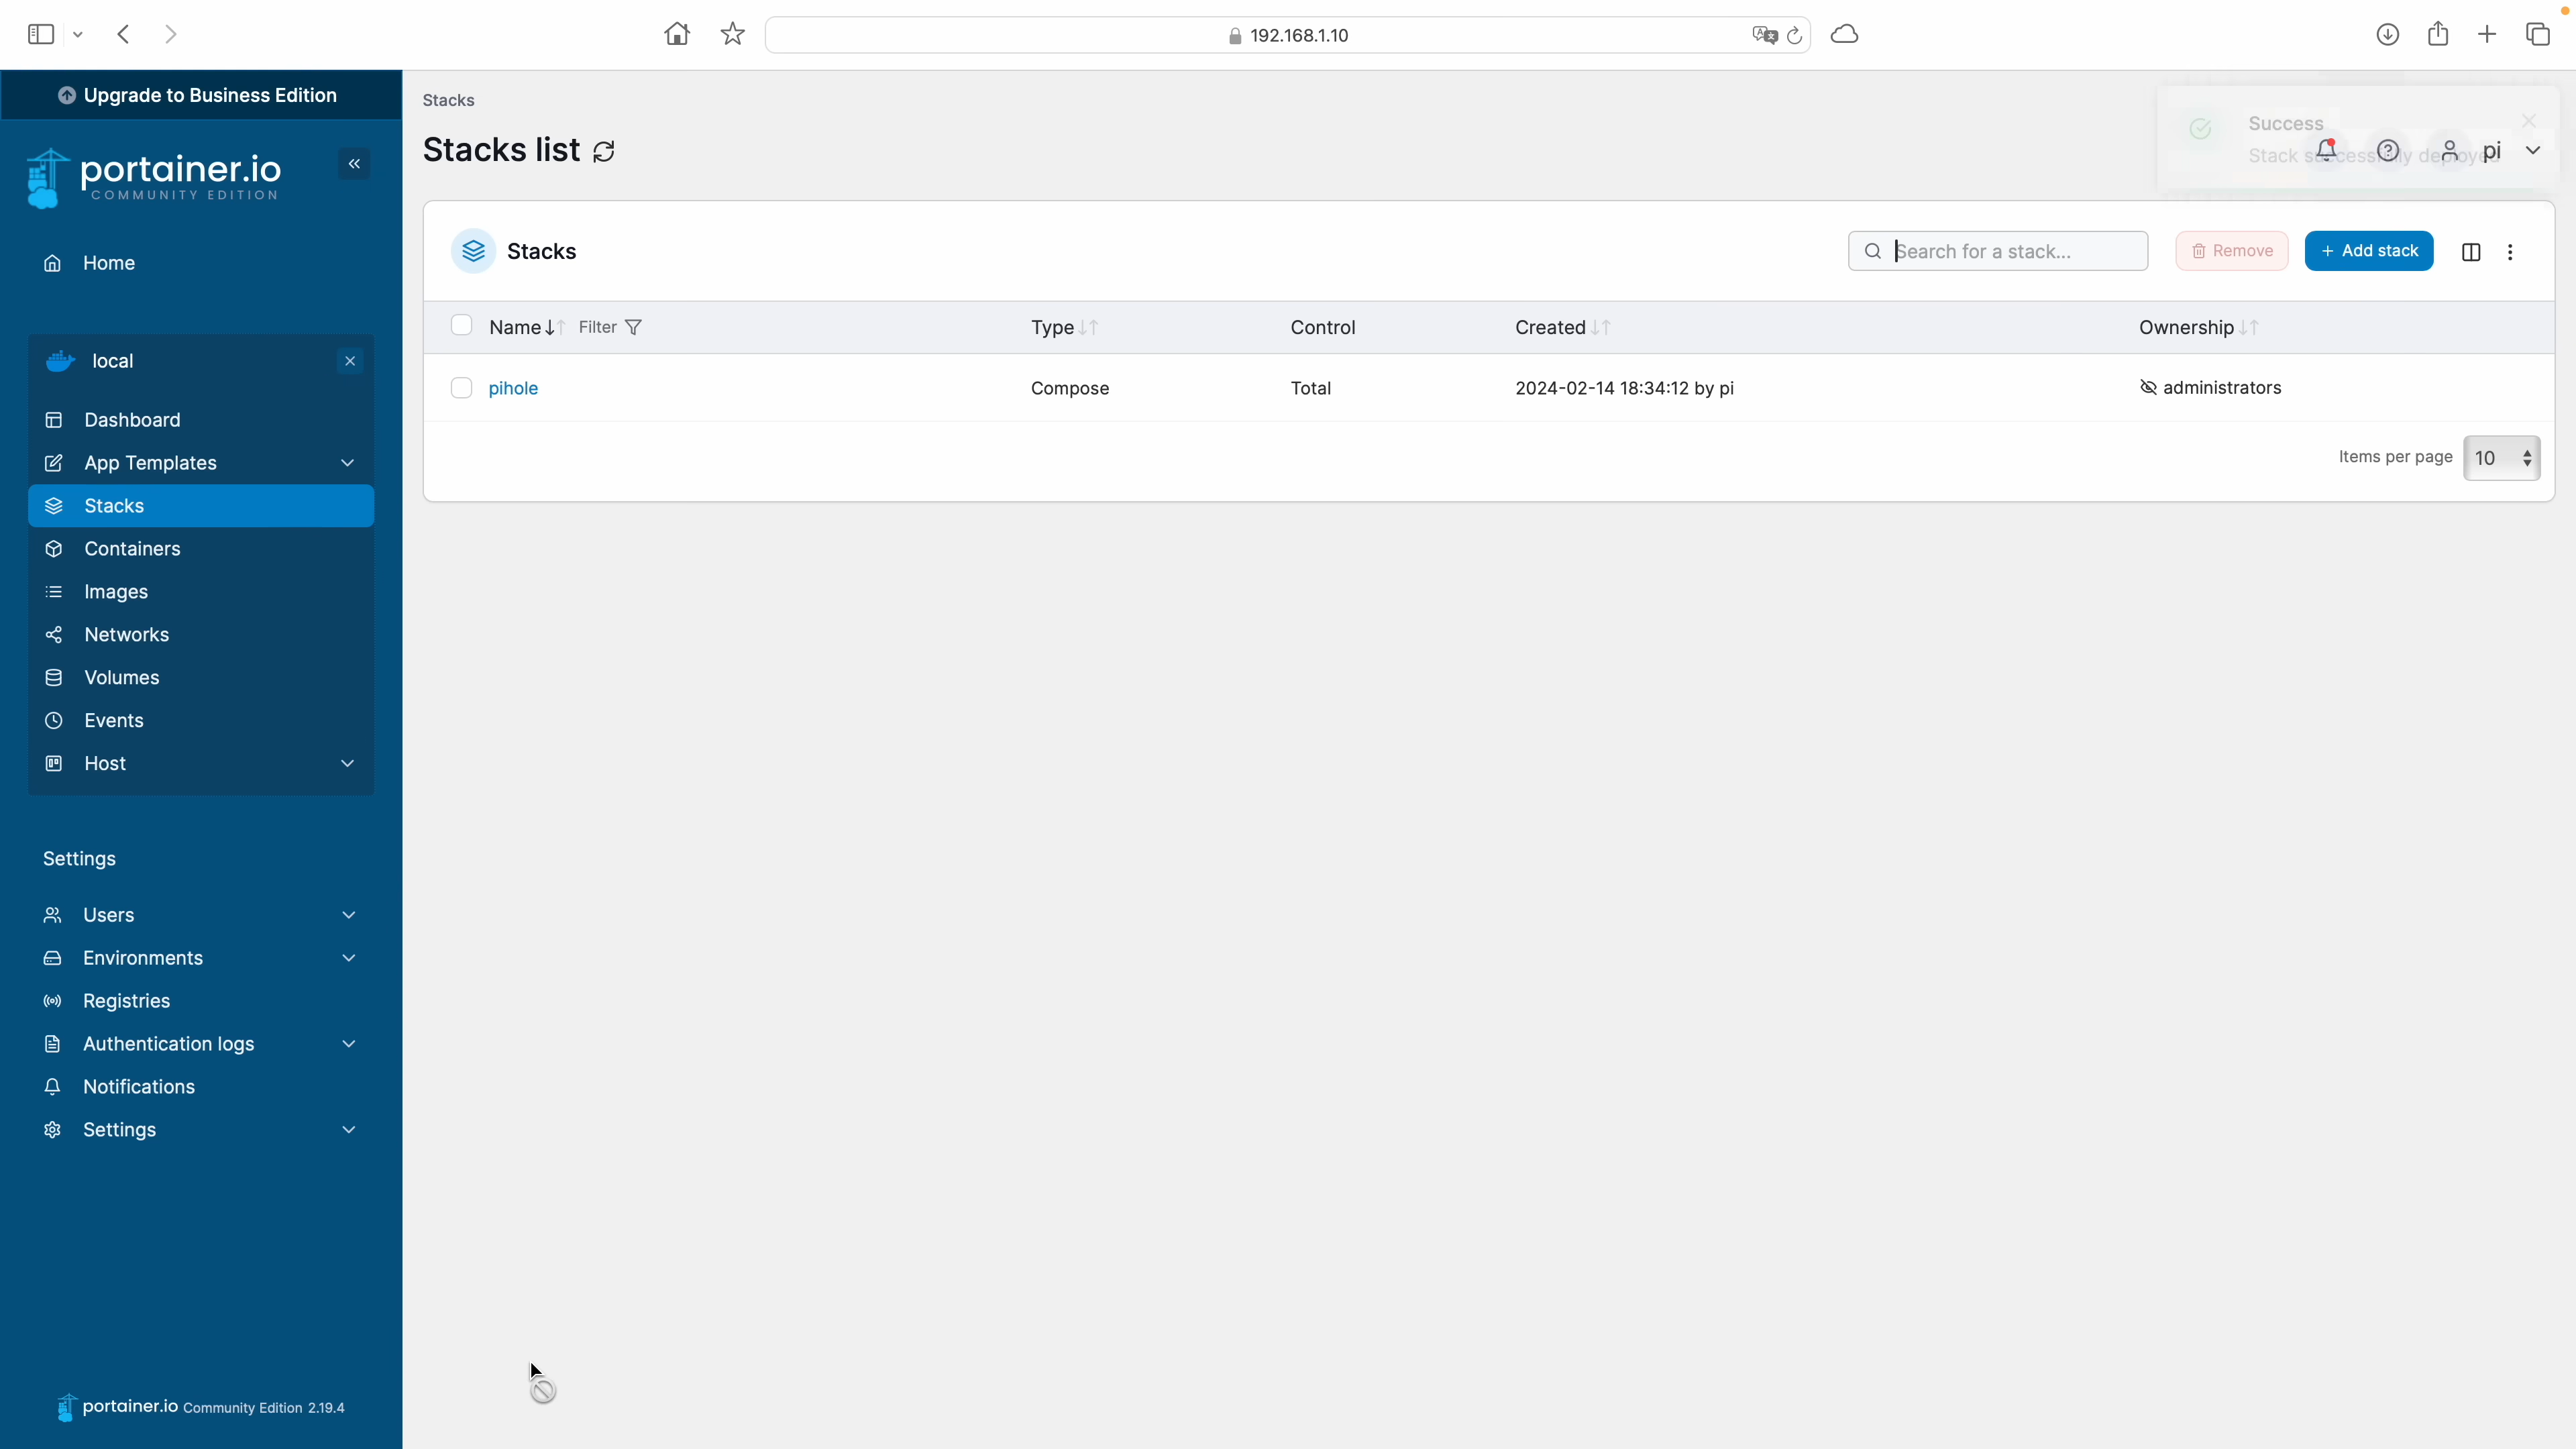 192.168.1.10
Upgrade to Business Edition
portainer.io
COMMUNITY EDITION
Home
local
Dashboard
App Templates
Stacks
Containers
Images
Networks
Volumes
Events
Host
Settings
Users
Environments
Registries
Authentication logs
Notifications
Settings
portainer.io Community Edition 2.19.4
Stacks
Stacks list
Success
Stack successfully deployed
pi
Stacks
Search for a stack...
Remove
Add stack
Name Filter Type Control Created Ownership
pihole Compose Total 2024-02-14 18:34:12 by pi administrators
Items per page 10